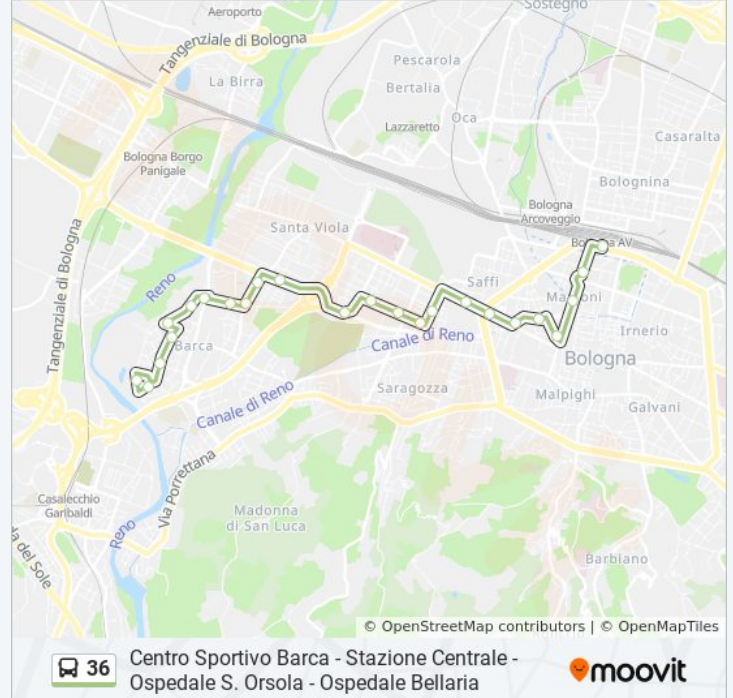 Sostegno
Aeroporto
Tangenziale di Bologna
Pescarola
La Birra
Bertalia
Oca
Lazzaretto
Casaralta
Bologna Borgo
Panigale
Bolognina
Bologna
Arcoveggio
Santa Viola
Tangenziale di Bologna
Reno
Saffi
Irnerio
Barca
Canale di Reno
Bologna
Saragozza
Malpighi
Canale di Reno
Galvani
Via Porrettana
Casalecchio
Garibaldi
Madonna
di San Luca
Reno
da del Sole
Barbiano
© OpenStreetMap contributors | © OpenMapTiles
36
Centro Sportivo Barca - Stazione Centrale -
Ospedale S. Orsola - Ospedale Bellaria
moovit